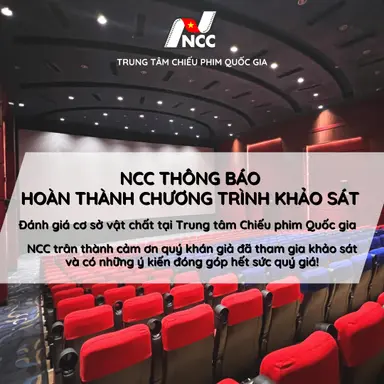 NCC
TRUNG TÂM CHIẾU PHIM QUỐC GIA
NCC THÔNG BÁO
HOÀN THÀNH CHƯƠNG TRÌNH KHẢO SÁT
Đánh giá cơ sở vật chất tại Trung tâm Chiếu phim Quốc gia
NCC trân thành cảm ơn quý khán giả đã tham gia khảo sát
và có những ý kiến đóng góp hết sức quý giá!